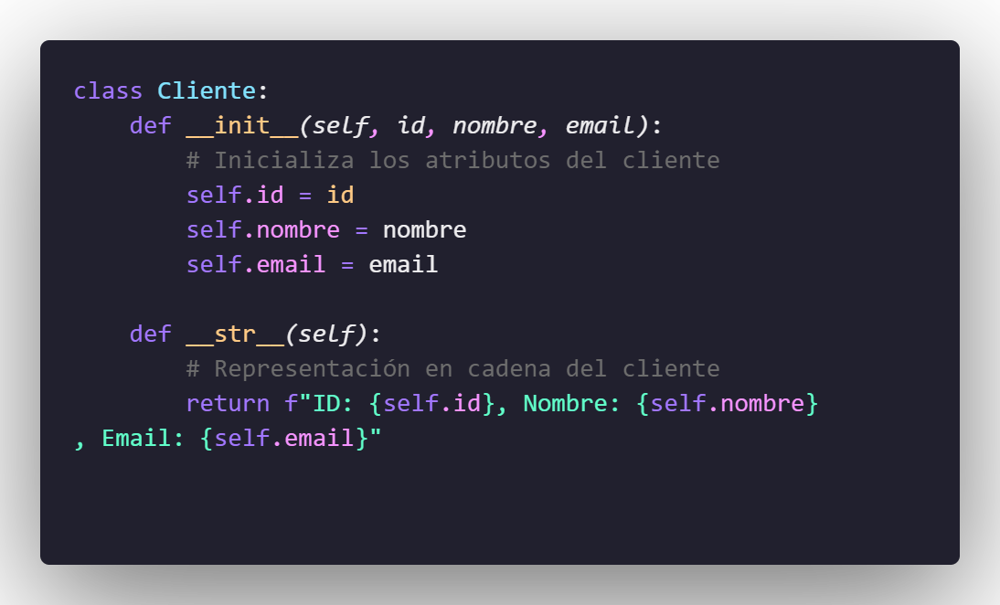 class Cliente:
    def __init__(self, id, nombre, email):
        # Inicializa los atributos del cliente
        self.id = id
        self.nombre = nombre
        self.email = email

    def __str__(self):
        # Representación en cadena del cliente
        return f"ID: {self.id}, Nombre: {self.nombre}
, Email: {self.email}"